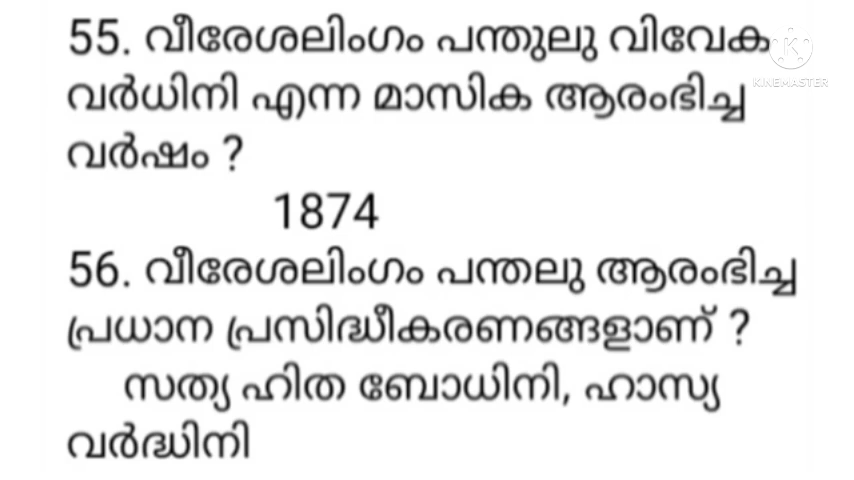 55. വീരേശലിംഗം പന്തുലു വിവേക
വർധിനി എന്ന മാസിക ആരംഭിച്ച
വർഷം ?
1874
56. വീരേശലിംഗം പന്തലു ആരംഭിച്ച
പ്രധാന പ്രസിദ്ധീകരണങ്ങളാണ് ?
സത്യ ഹിത ബോധിനി, ഹാസ്യ
വർദ്ധിനി
KINEMASTER